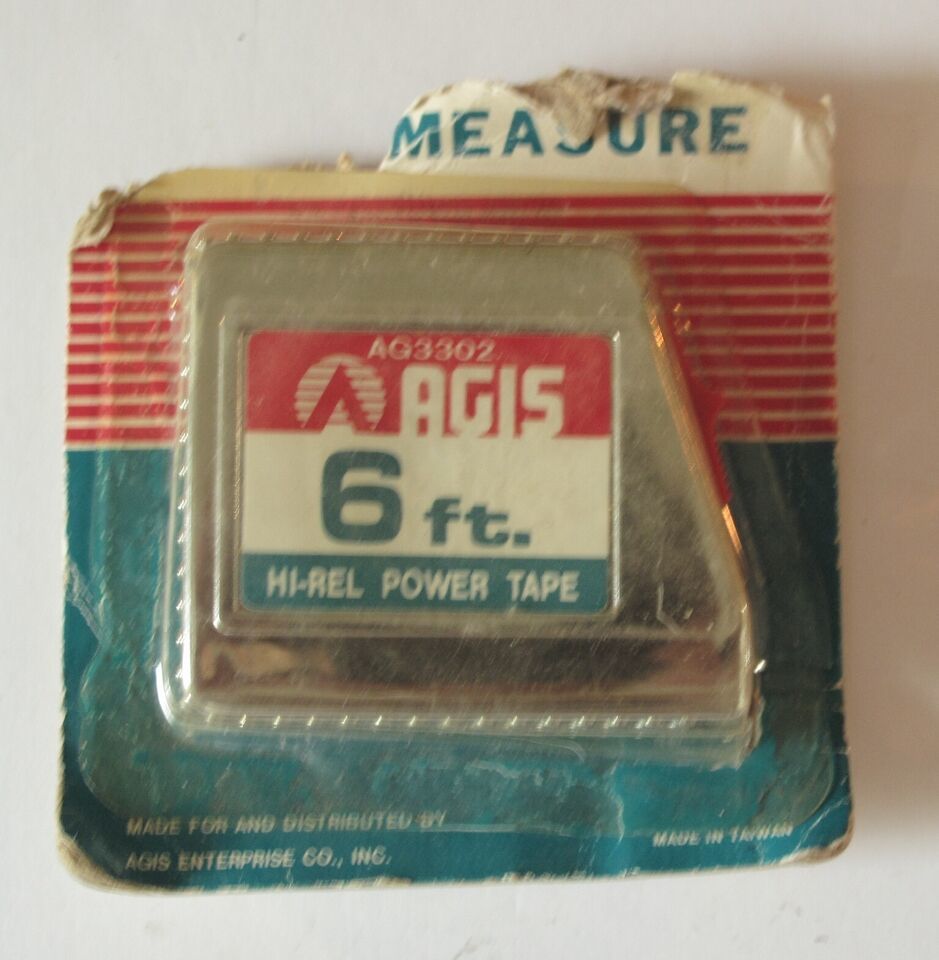 MEASURE
AG3302
AGIS
6 ft.
HI-REL POWER TAPE
MADE FOR AND DISTRIBUTED BY
AGIS ENTERPRISE CO., INC.
MADE IN TAIWAN